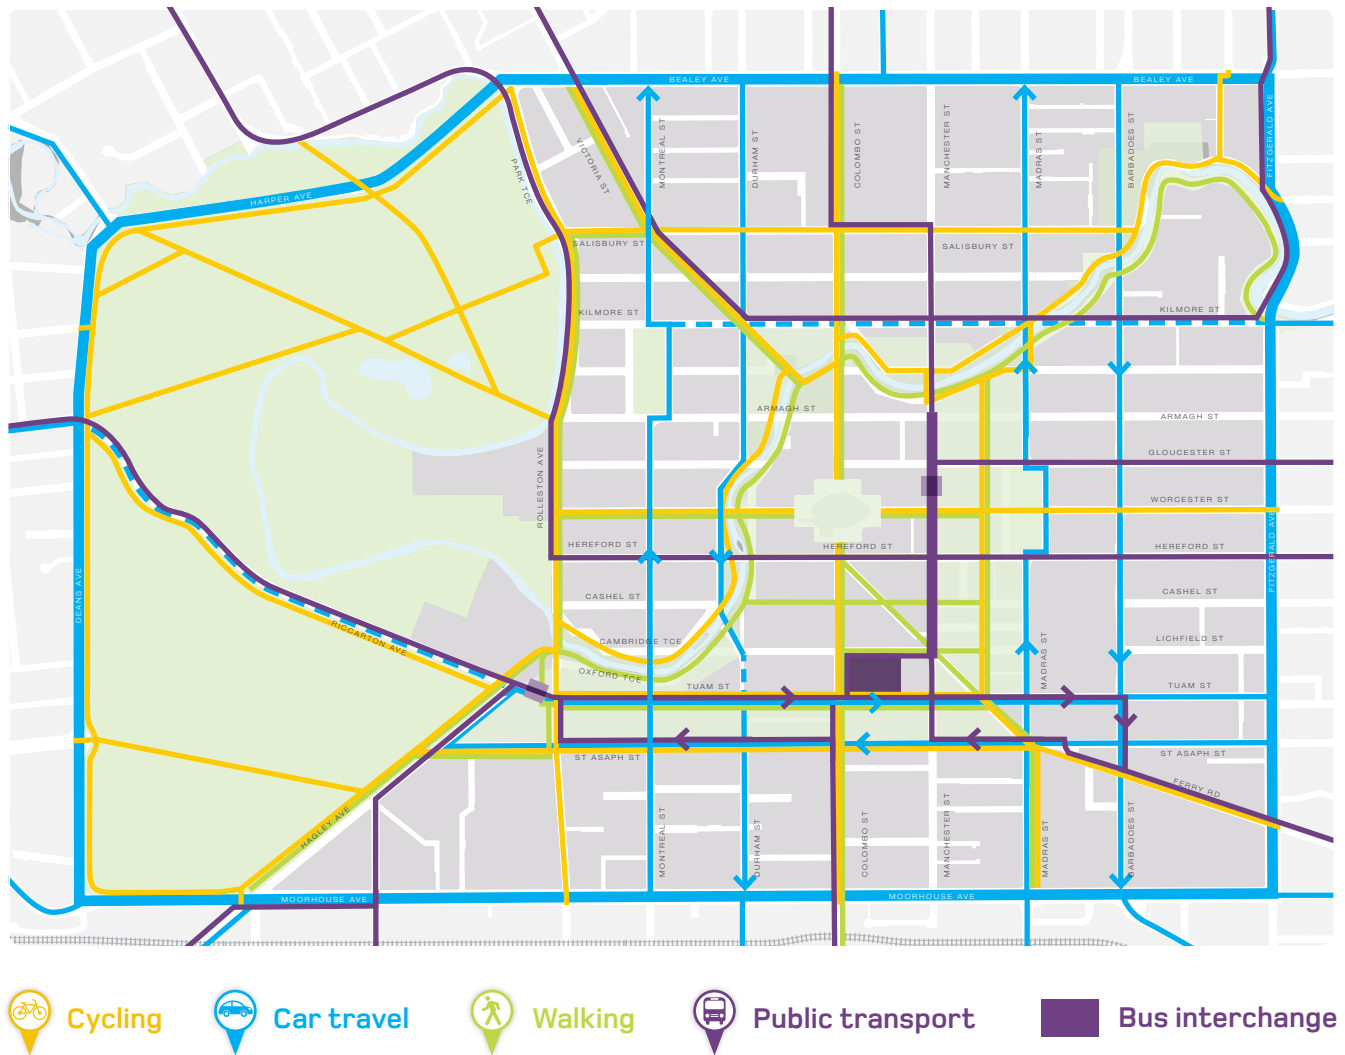 BEALEY AVE
BEALEY AVE
FITZGERALD AVE
MONTREAL ST
DURHAM ST
COLOMBO ST
MANCHESTER ST
MADRAS ST
BARBADOES ST
VICTORIA ST
PARK TCE
HARPER AVE
SALISBURY ST
SALISBURY ST
KILMORE ST
KILMORE ST
ARMAGH ST
ARMAGH ST
GLOUCESTER ST
ROLLESTON AVE
WORCESTER ST
HEREFORD ST
HEREFORD ST
HEREFORD ST
FITZGERALD AVE
DEANS AVE
CASHEL ST
CASHEL ST
RICCARTON AVE
CAMBRIDGE TCE
LICHFIELD ST
MADRAS ST
OXFORD TCE
TUAM ST
TUAM ST
ST ASAPH ST
ST ASAPH ST
FERRY RD
HAGLEY AVE
MONTREAL ST
DURHAM ST
COLOMBO ST
MANCHESTER ST
MADRAS ST
BARBADOES ST
MOORHOUSE AVE
MOORHOUSE AVE
Cycling
Car travel
Walking
Public transport
Bus interchange